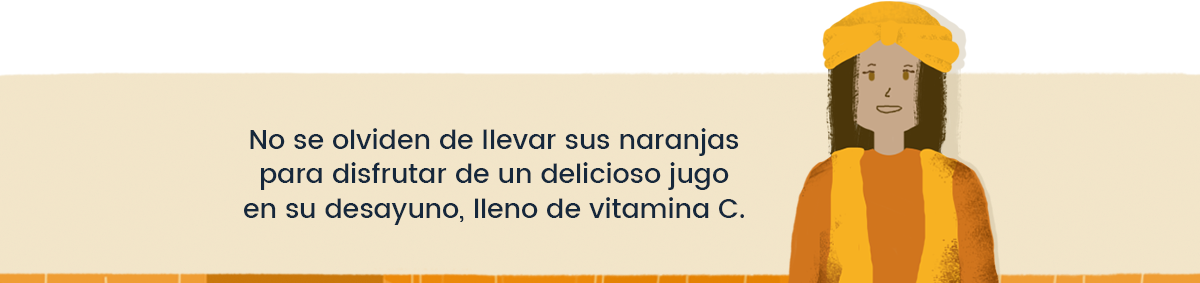 No se olviden de llevar sus naranjas
para disfrutar de un delicioso jugo
en su desayuno, lleno de vitamina C.